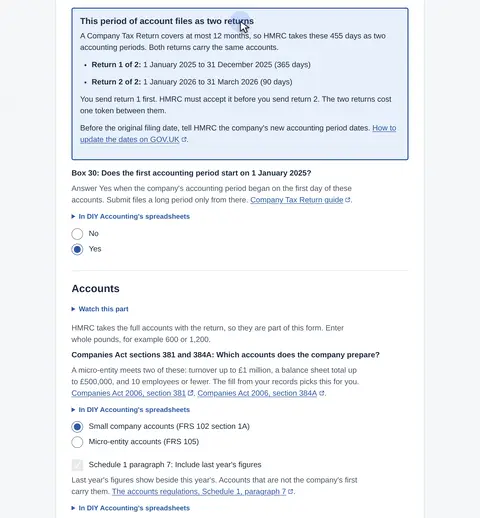 This period of account files as two returns
A Company Tax Return covers at most 12 months, so HMRC takes these 455 days as two
accounting periods. Both returns carry the same accounts.
• Return 1 of 2: 1 January 2025 to 31 December 2025 (365 days)
• Return 2 of 2: 1 January 2026 to 31 March 2026 (90 days)
You send return 1 first. HMRC must accept it before you send return 2. The two returns cost
one token between them.
Before the original filing date, tell HMRC the company's new accounting period dates. How to
update the dates on GOV.UK.
Box 30: Does the first accounting period start on 1 January 2025?
Answer Yes when the company's accounting period began on the first day of these
accounts. Submit files a long period only from there. Company Tax Return guide.
In DIY Accounting's spreadsheets
No
Yes
Accounts
Watch this part
HMRC takes the full accounts with the return, so they are part of this form. Enter
whole pounds, for example 600 or 1,200.
Companies Act sections 381 and 384A: Which accounts does the company prepare?
A micro-entity meets two of these: turnover up to £1 million, a balance sheet total up
to £500,000, and 10 employees or fewer. The fill from your records picks this for you.
Companies Act 2006, section 381. Companies Act 2006, section 384A.
In DIY Accounting's spreadsheets
Small company accounts (FRS 102 section 1A)
Micro-entity accounts (FRS 105)
Schedule 1 paragraph 7: Include last year's figures
Last year's figures show beside this year's. Accounts that are not the company's first
carry them. The accounts regulations, Schedule 1, paragraph 7.
In DIY Accounting's spreadsheets